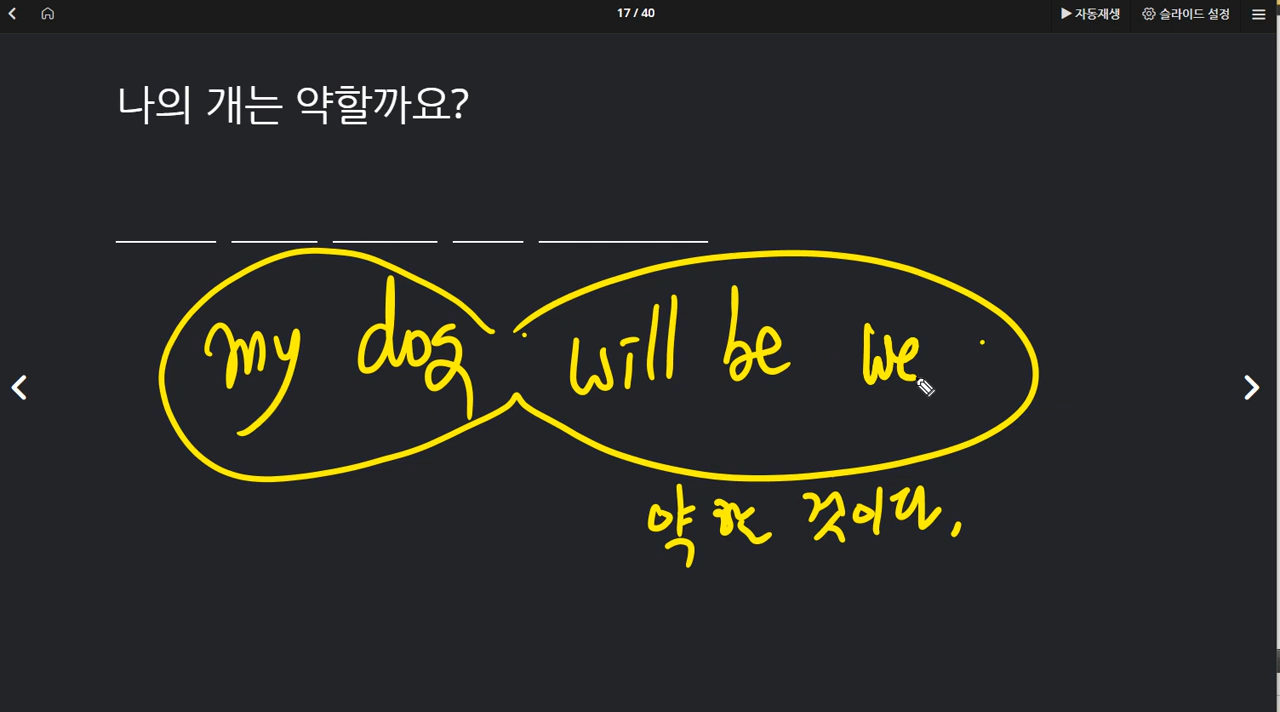 17 / 40
자동재생
슬라이드 설정
나의 개는 약할까요?
my dog will be we
약한 것이다.